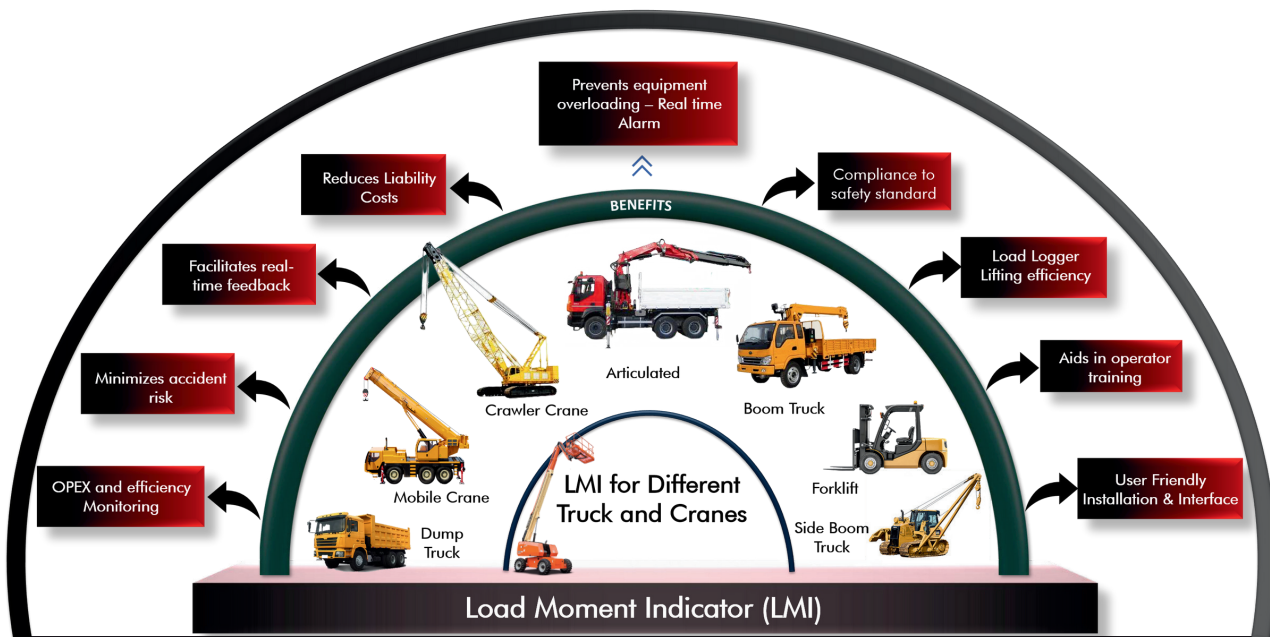 Prevents equipment
overloading – Real time
Alarm
Reduces Liability
Costs
Compliance to
safety standard
BENEFITS
Facilitates real-
time feedback
Load Logger
Lifting efficiency
Minimizes accident
risk
Aids in operator
training
OPEX and efficiency
Monitoring
User Friendly
Installation & Interface
Articulated
Crawler Crane
Boom Truck
Mobile Crane
Forklift
Dump
Truck
Side Boom
Truck
LMI for Different
Truck and Cranes
Load Moment Indicator (LMI)